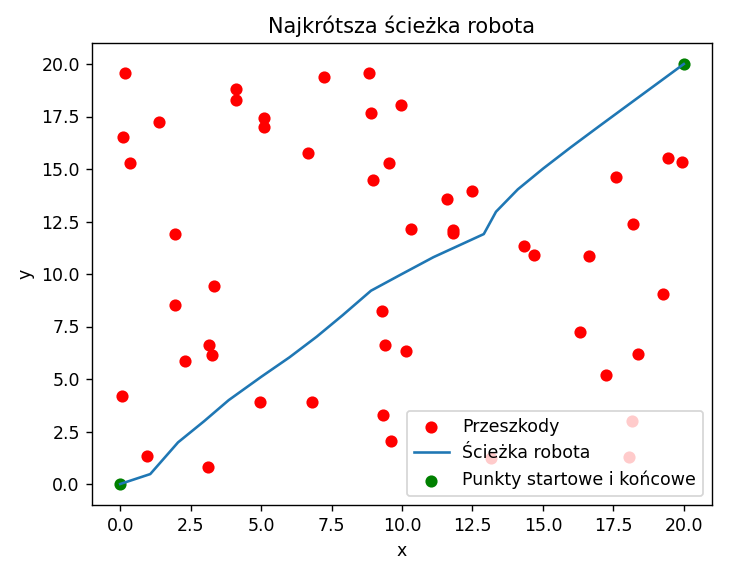 Najkrótsza ścieżka robota
20.0
17.5
15.0
12.5
10.0
7.5
5.0
2.5
0.0
y
Przeszkody
Ścieżka robota
Punkty startowe i końcowe
0.0 2.5 5.0 7.5 10.0 12.5 15.0 17.5 20.0
x